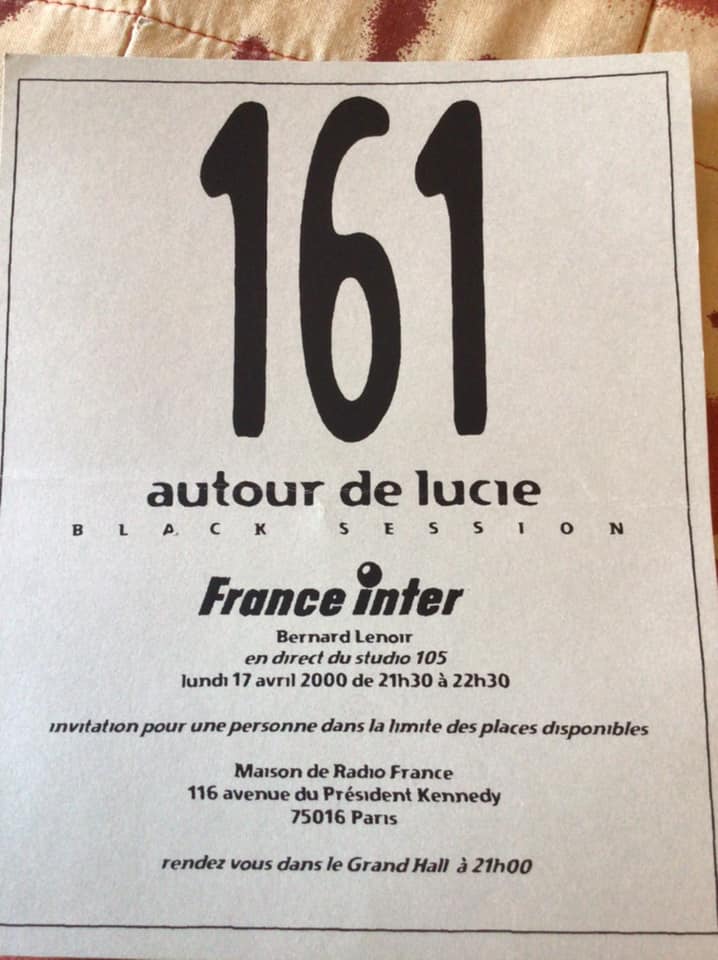 161
autour de lucie
BLACK SESSION
France inter
Bernard Lenoir
en direct du studio 105
lundi 17 avril 2000 de 21h30 à 22h30
invitation pour une personne dans la limite des places disponibles
Maison de Radio France
116 avenue du Président Kennedy
75016 Paris
rendez vous dans le Grand Hall à 21h00